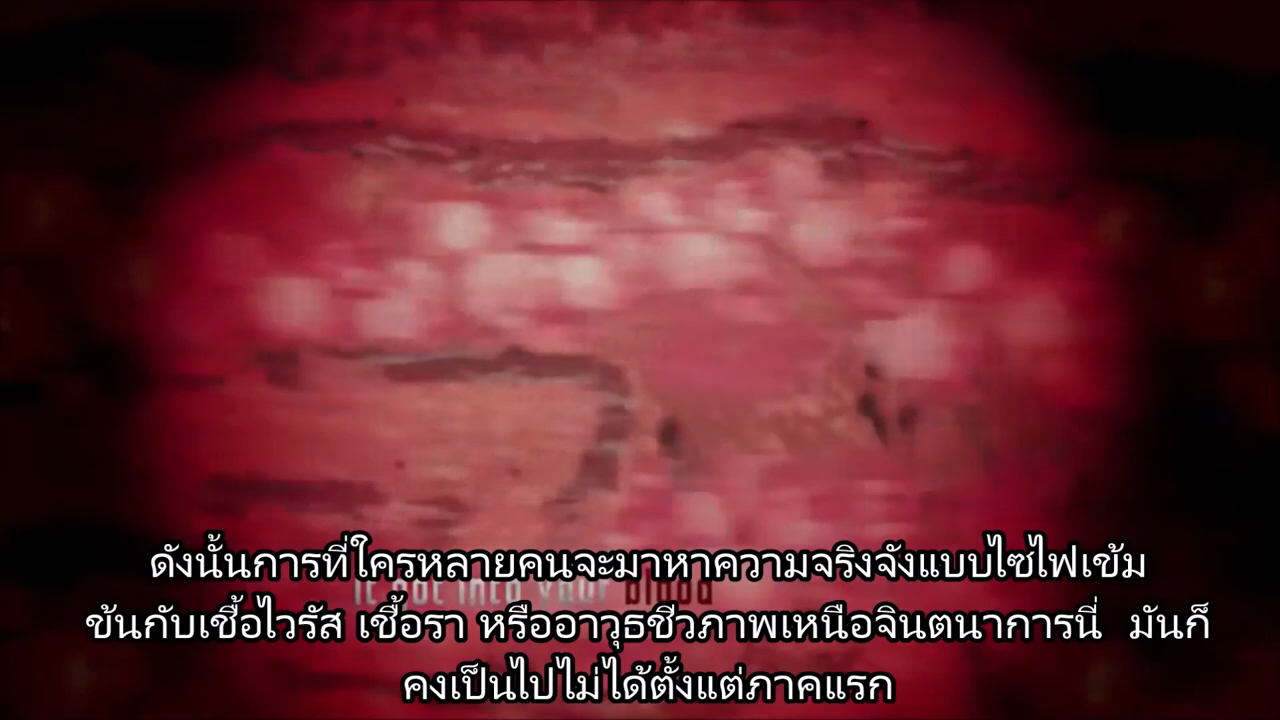 ดังนั้นการที่ใครหลายคนจะมาหาความจริงจังแบบไซไฟเข้ม
It got into your blood
ข้นกับเชื้อไวรัส เชื้อรา หรืออาวุธชีวภาพเหนือจินตนาการนี่ มันก็
คงเป็นไปไม่ได้ตั้งแต่ภาคแรก